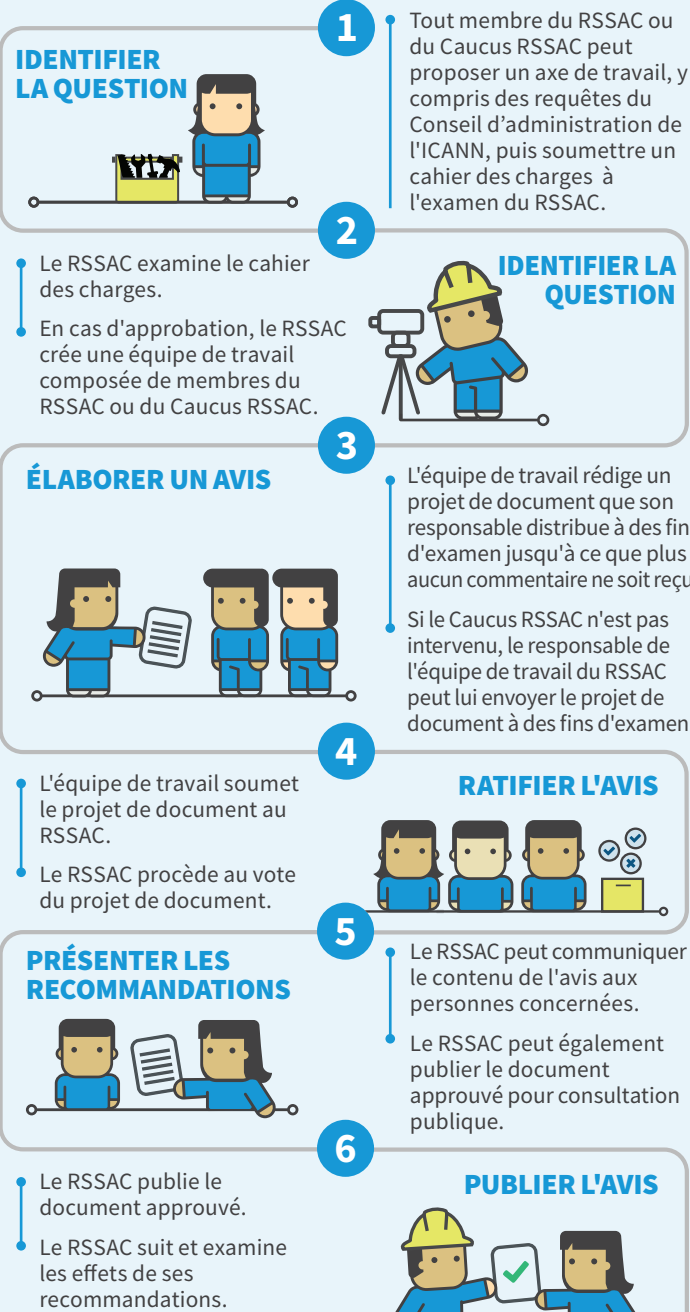 1
IDENTIFIER
LA QUESTION
Tout membre du RSSAC ou
du Caucus RSSAC peut
proposer un axe de travail, y
compris des requêtes du
Conseil d’administration de
l'ICANN, puis soumettre un
cahier des charges à
l'examen du RSSAC.
2
IDENTIFIER LA
QUESTION
Le RSSAC examine le cahier
des charges.
En cas d'approbation, le RSSAC
crée une équipe de travail
composée de membres du
RSSAC ou du Caucus RSSAC.
3
ÉLABORER UN AVIS
L'équipe de travail rédige un
projet de document que son
responsable distribue à des fin
d'examen jusqu'à ce que plus
aucun commentaire ne soit reçu
Si le Caucus RSSAC n'est pas
intervenu, le responsable de
l'équipe de travail du RSSAC
peut lui envoyer le projet de
document à des fins d'examen
4
RATIFIER L'AVIS
L'équipe de travail soumet
le projet de document au
RSSAC.
Le RSSAC procède au vote
du projet de document.
5
PRÉSENTER LES
RECOMMANDATIONS
Le RSSAC peut communiquer
le contenu de l'avis aux
personnes concernées.
Le RSSAC peut également
publier le document
approuvé pour consultation
publique.
6
PUBLIER L'AVIS
Le RSSAC publie le
document approuvé.
Le RSSAC suit et examine
les effets de ses
recommandations.